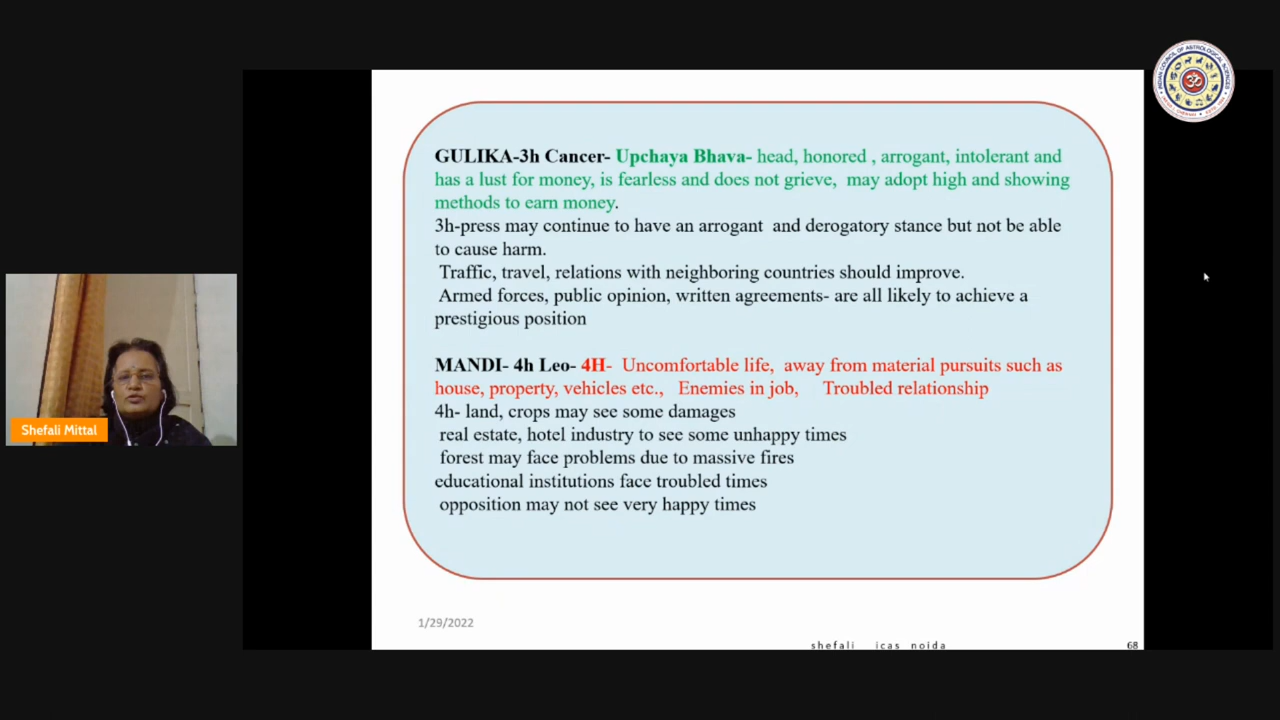 GULIKA-3h Cancer- Upchaya Bhava- head, honored , arrogant, intolerant and
has a lust for money, is fearless and does not grieve, may adopt high and showing
methods to earn money.
3h-press may continue to have an arrogant and derogatory stance but not be able
to cause harm.
Traffic, travel, relations with neighboring countries should improve.
Armed forces, public opinion, written agreements- are all likely to achieve a
prestigious position
MANDI- 4h Leo- 4H- Uncomfortable life, away from material pursuits such as
house, property, vehicles etc., Enemies in job, Troubled relationship
4h- land, crops may see some damages
real estate, hotel industry to see some unhappy times
forest may face problems due to massive fires
educational institutions face troubled times
opposition may not see very happy times
1/29/2022
shefali icas noida
68
Shefali Mittal
INDIAN COUNCIL OF ASTROLOGICAL SCIENCES
ॐ